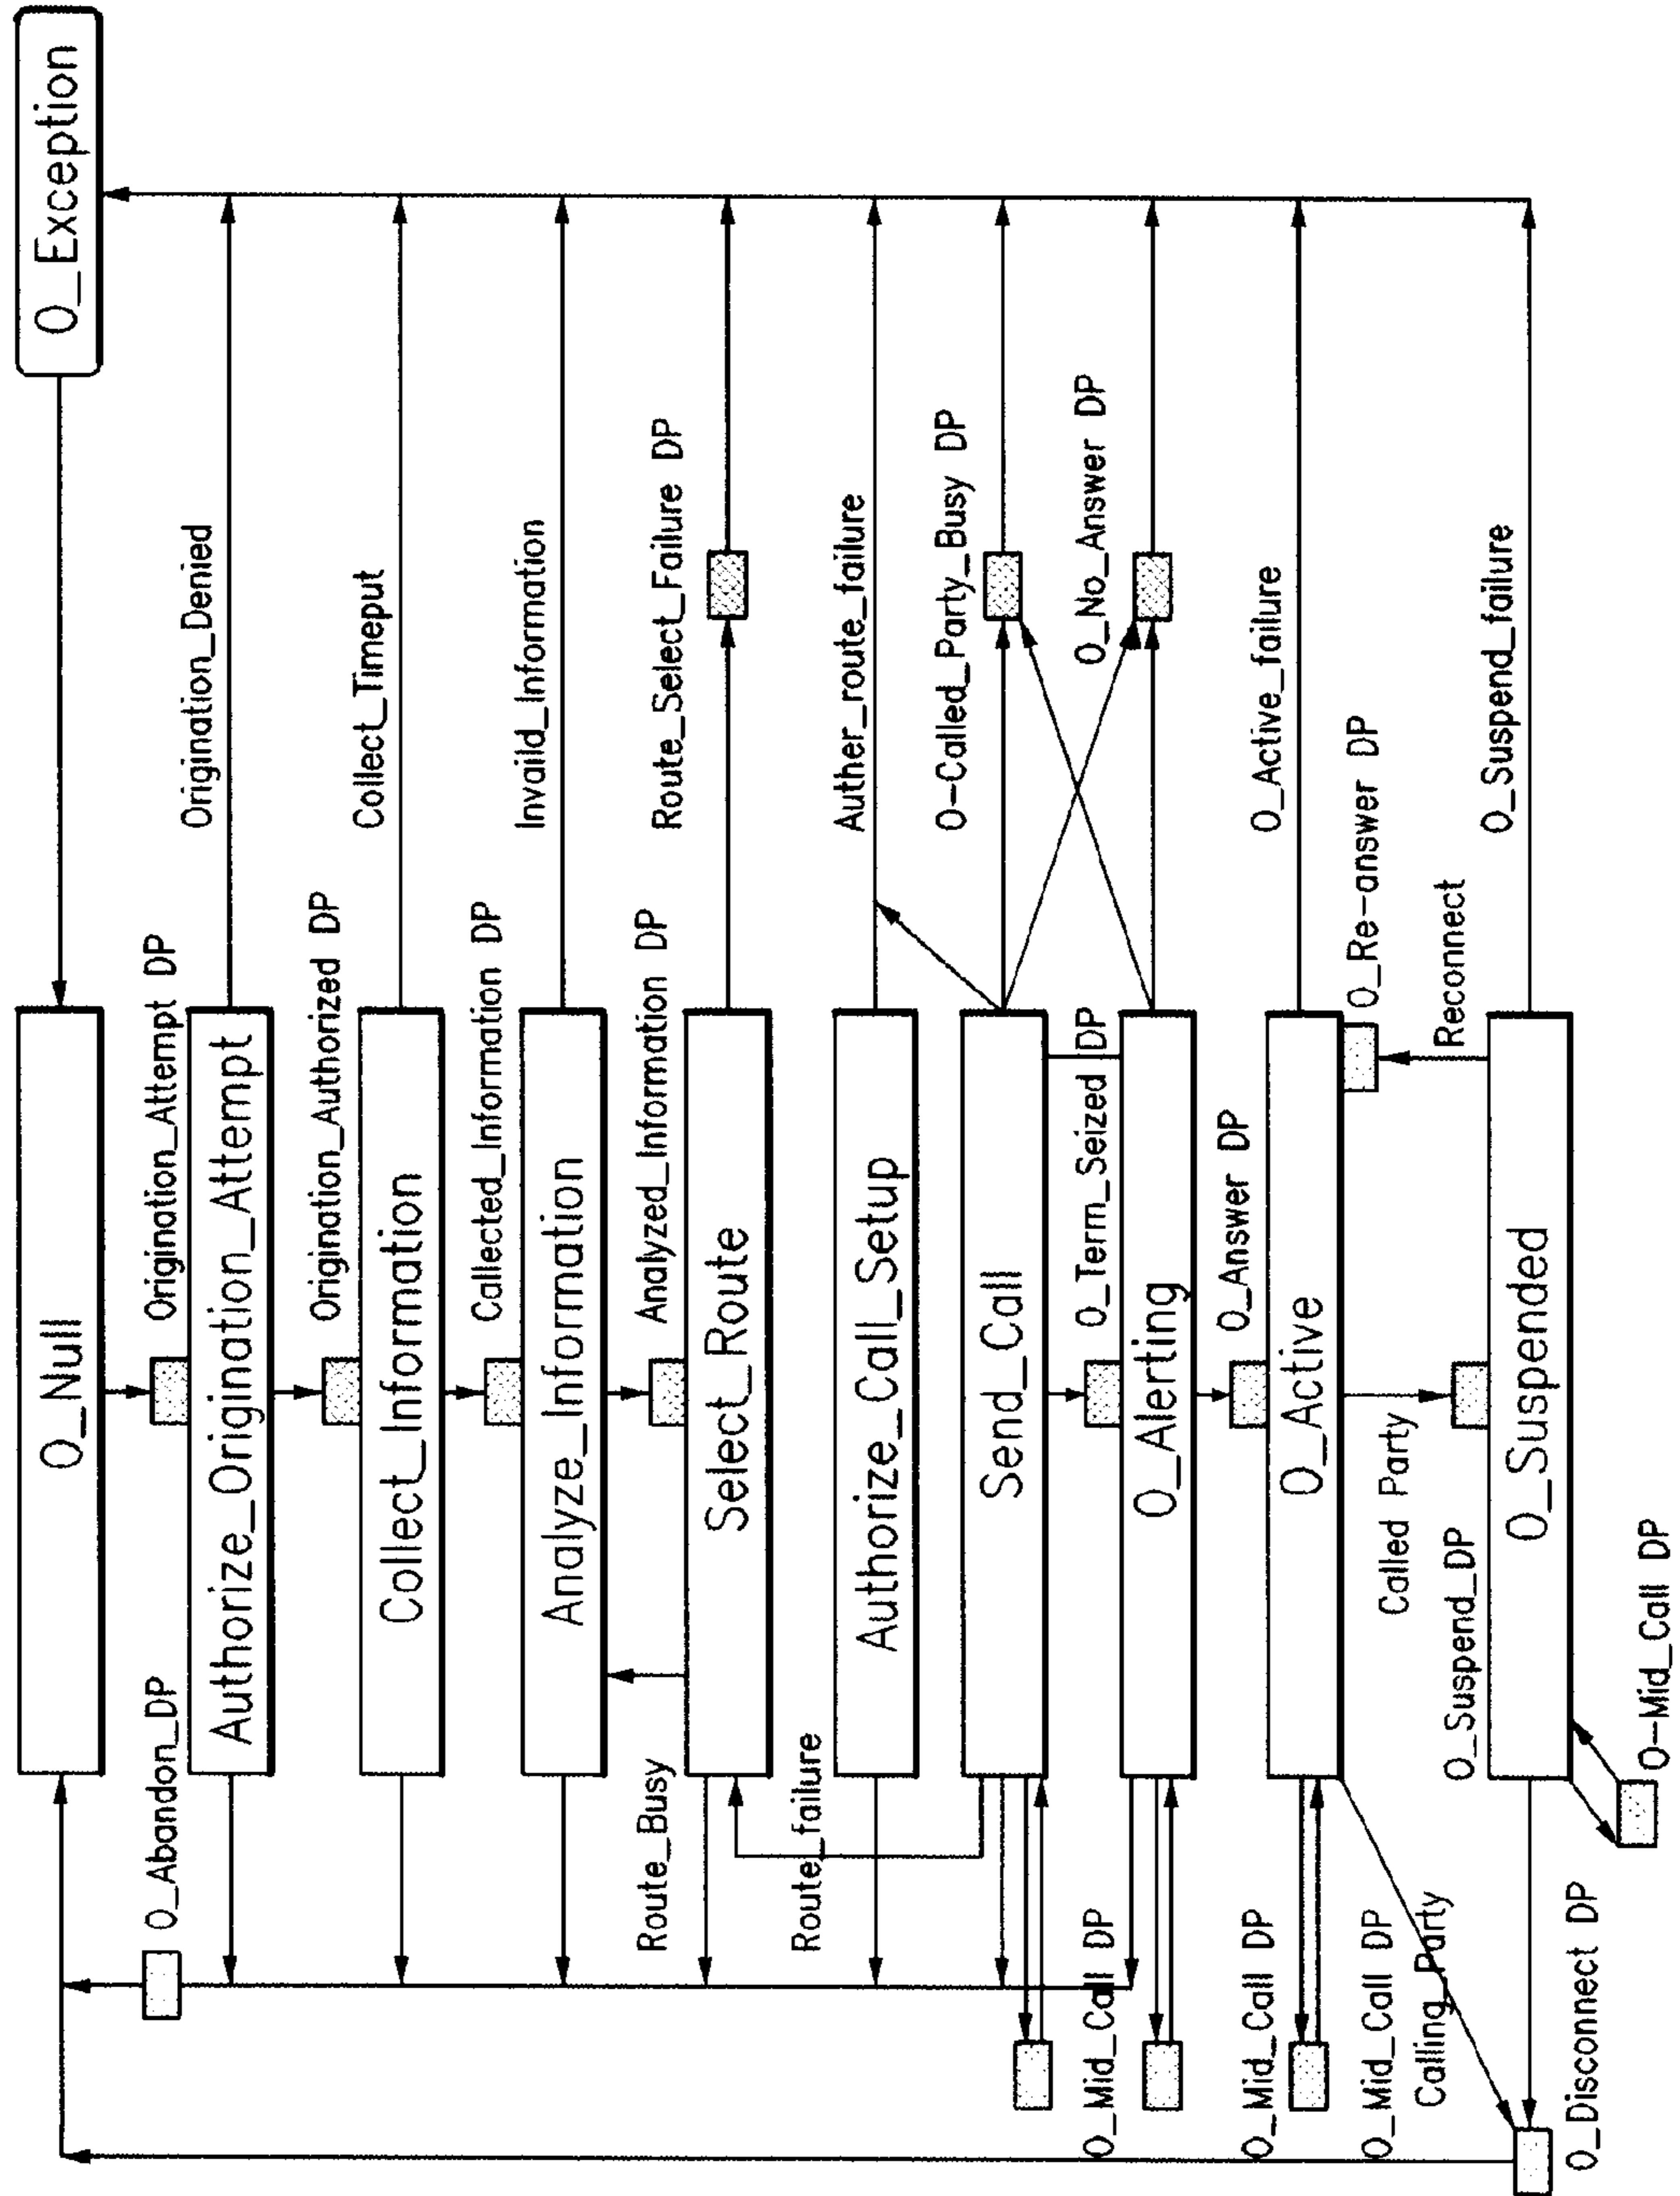 O_Exception
O_Null
O_Abandon_DP
Origination_Attempt DP
Authorize_Origination_Attempt
Origination_Denied
Origination_Authorized DP
Collect_Information
Collect_Timeput
Callected_Information DP
Analyze_Information
Invaild_Information
Analyzed_Information DP
Route_Busy
Select_Route
Route_Select_Failure DP
Route_failure
Authorize_Call_Setup
Auther_route_failure
Send_Call
O-Called_Party_Busy DP
O_Mid_Call DP
O_Term_Seized DP
O_Alerting
O_No_Answer DP
O_Mid_Call DP
O_Answer DP
O_Active
O_Active_failure
O_Mid_Call DP
Calling_Party
Called Party
O_Re-answer DP
Reconnect
O_Suspend_DP
O_Suspended
O_Suspend_failure
O_Disconnect DP
O-Mid_Call DP